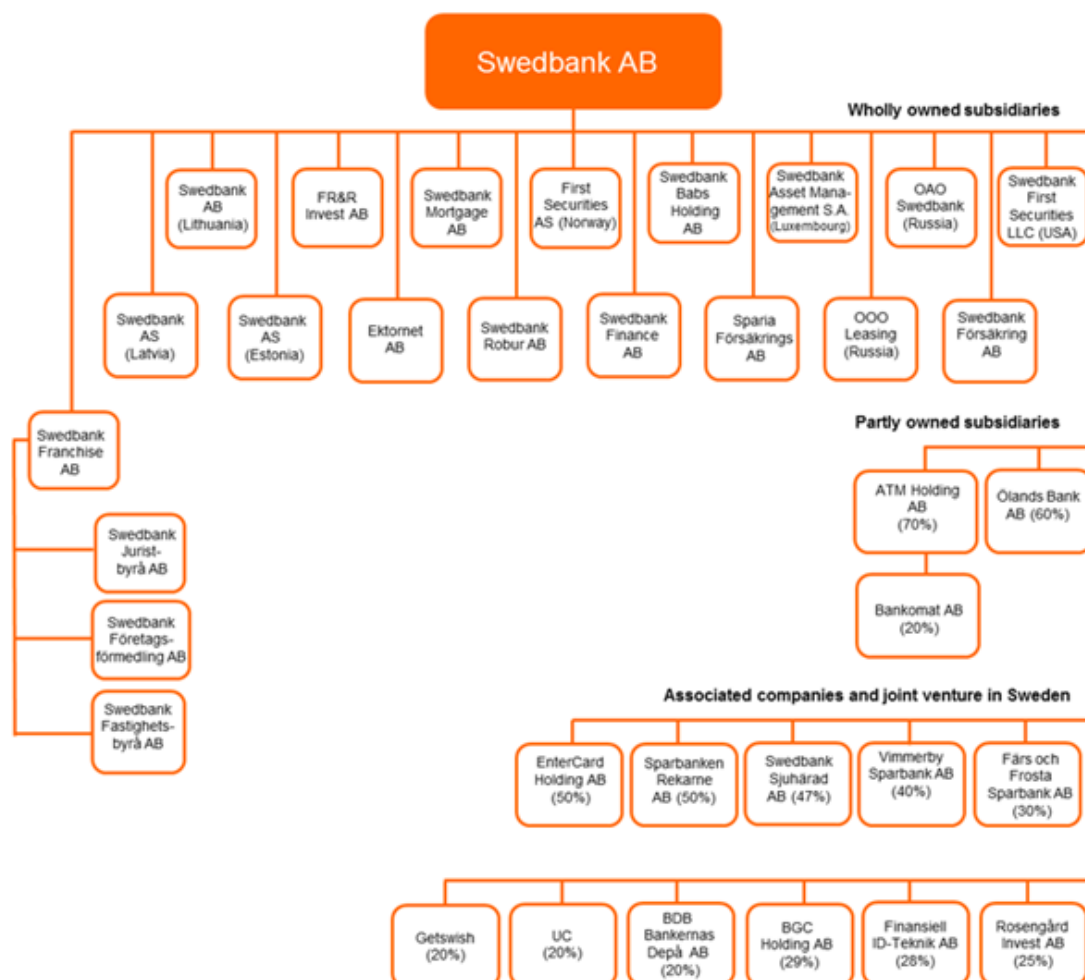 Swedbank AB
Wholly owned subsidiaries
Swedbank
AB
(Lithuania)
FR&R
Invest AB
Swedbank
Mortgage
AB
First
Securities
AS (Norway)
Swedbank
Babs
Holding
AB
Swedbank
Asset Mana-
gement S.A.
(Luxembourg)
OAO
Swedbank
(Russia)
Swedbank
First
Securities
LLC (USA)
Swedbank
AS
(Latvia)
Swedbank
AS
(Estonia)
Ektornet
AB
Swedbank
Robur AB
Swedbank
Finance
AB
Sparia
Försäkrings
AB
OOO
Leasing
(Russia)
Swedbank
Försäkring
AB
Swedbank
Franchise
AB
Swedbank
Jurist-
byrå AB
Swedbank
Företags-
förmedling AB
Swedbank
Fastighets-
byrå AB
Partly owned subsidiaries
ATM Holding
AB
(70%)
Ölands Bank
AB (60%)
Bankomat AB
(20%)
Associated companies and joint venture in Sweden
EnterCard
Holding AB
(50%)
Sparbanken
Rekarne
AB (50%)
Swedbank
Sjuhärad
AB (47%)
Vimmerby
Sparbank AB
(40%)
Färs och
Frosta
Sparbank AB
(30%)
Getswish
(20%)
UC
(20%)
BDB
Bankernas
Depå AB
(20%)
BGC
Holding AB
(29%)
Finansiell
ID-Teknik AB
(28%)
Rosengård
Invest AB
(25%)